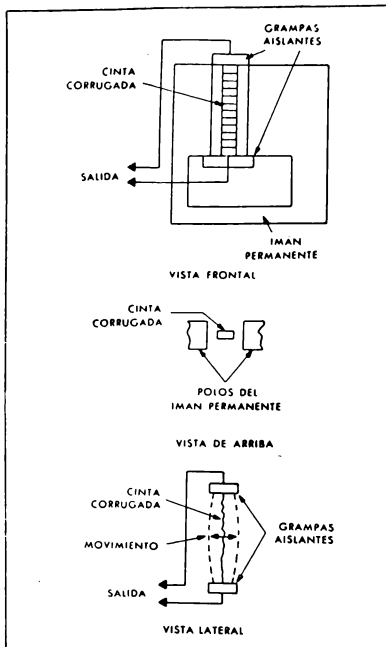 GRAMPAS
AISLANTES
CINTA
CORRUGADA
SALIDA
IMAN
PERMANENTE
VISTA FRONTAL
CINTA
CORRUGADA
POLOS DEL
IMAN PERMANENTE
VISTA DE ARRIBA
CINTA
CORRUGADA
MOVIMIENTO
GRAMPAS
AISLANTES
SALIDA
VISTA LATERAL